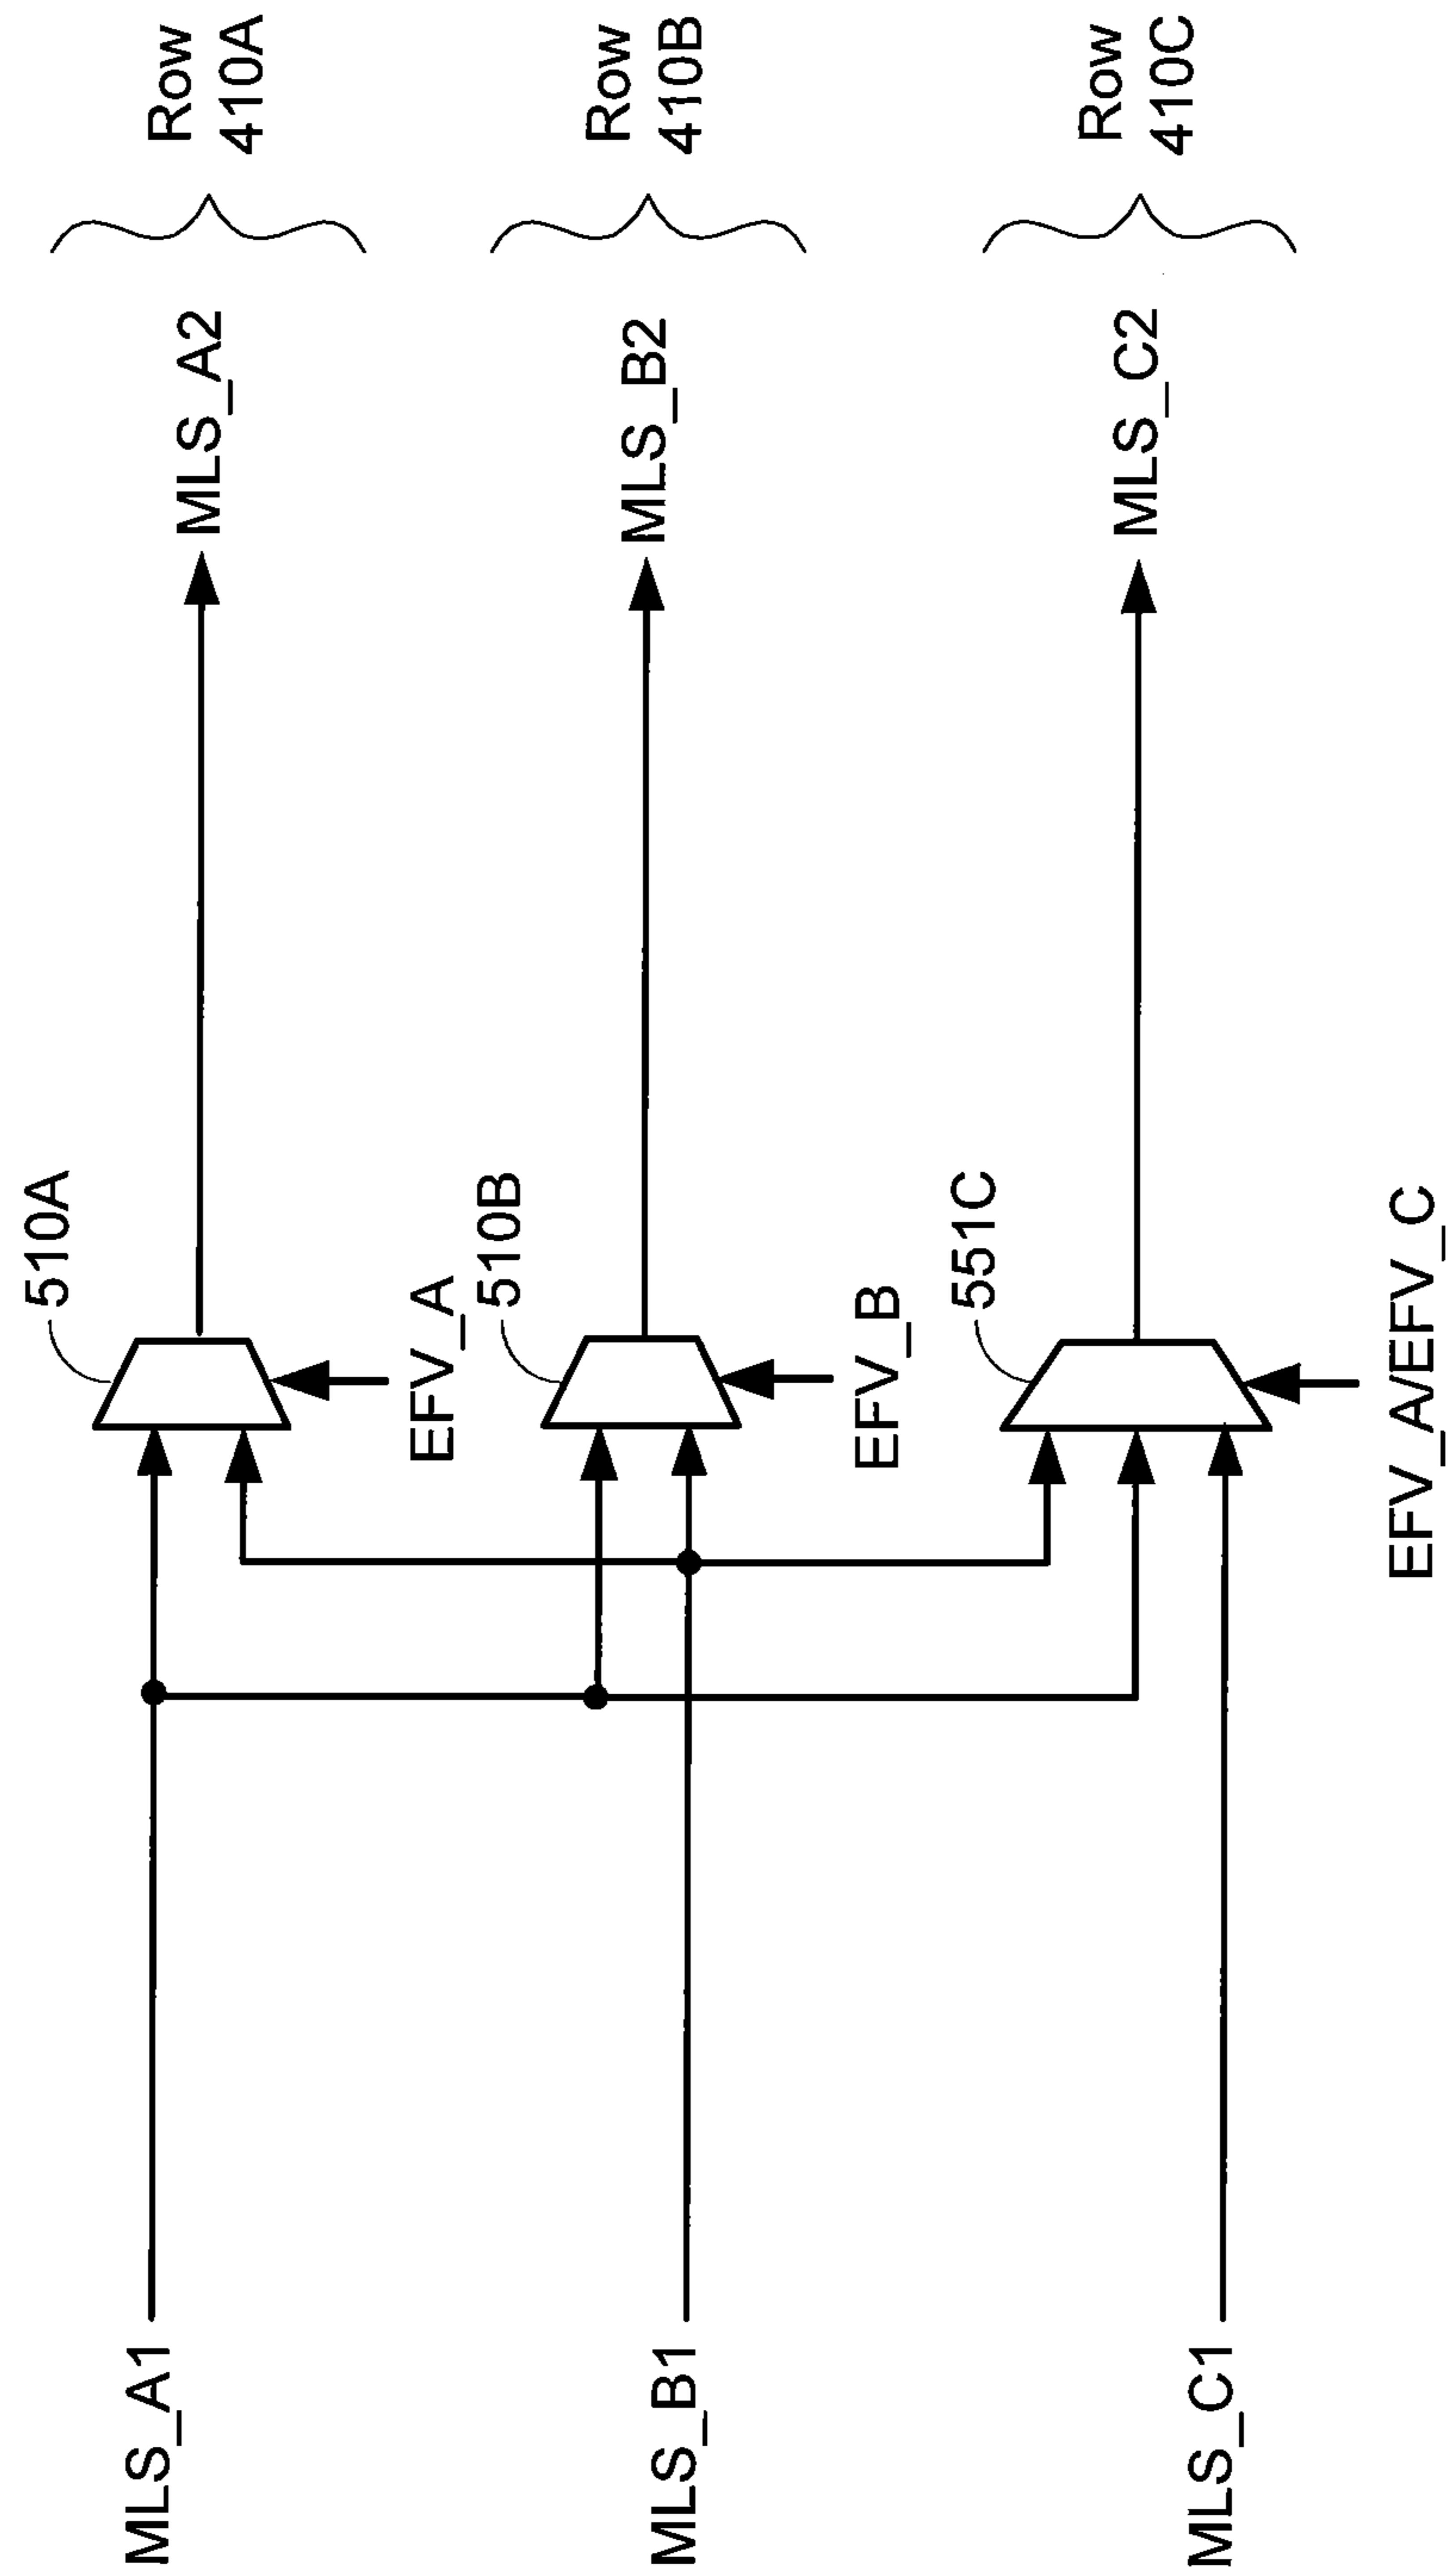 510A
MLS_A1
MLS_A2
Row
410A
EFV_A
510B
MLS_B1
MLS_B2
Row
410B
EFV_B
551C
MLS_C1
MLS_C2
Row
410C
EFV_A/EFV_C